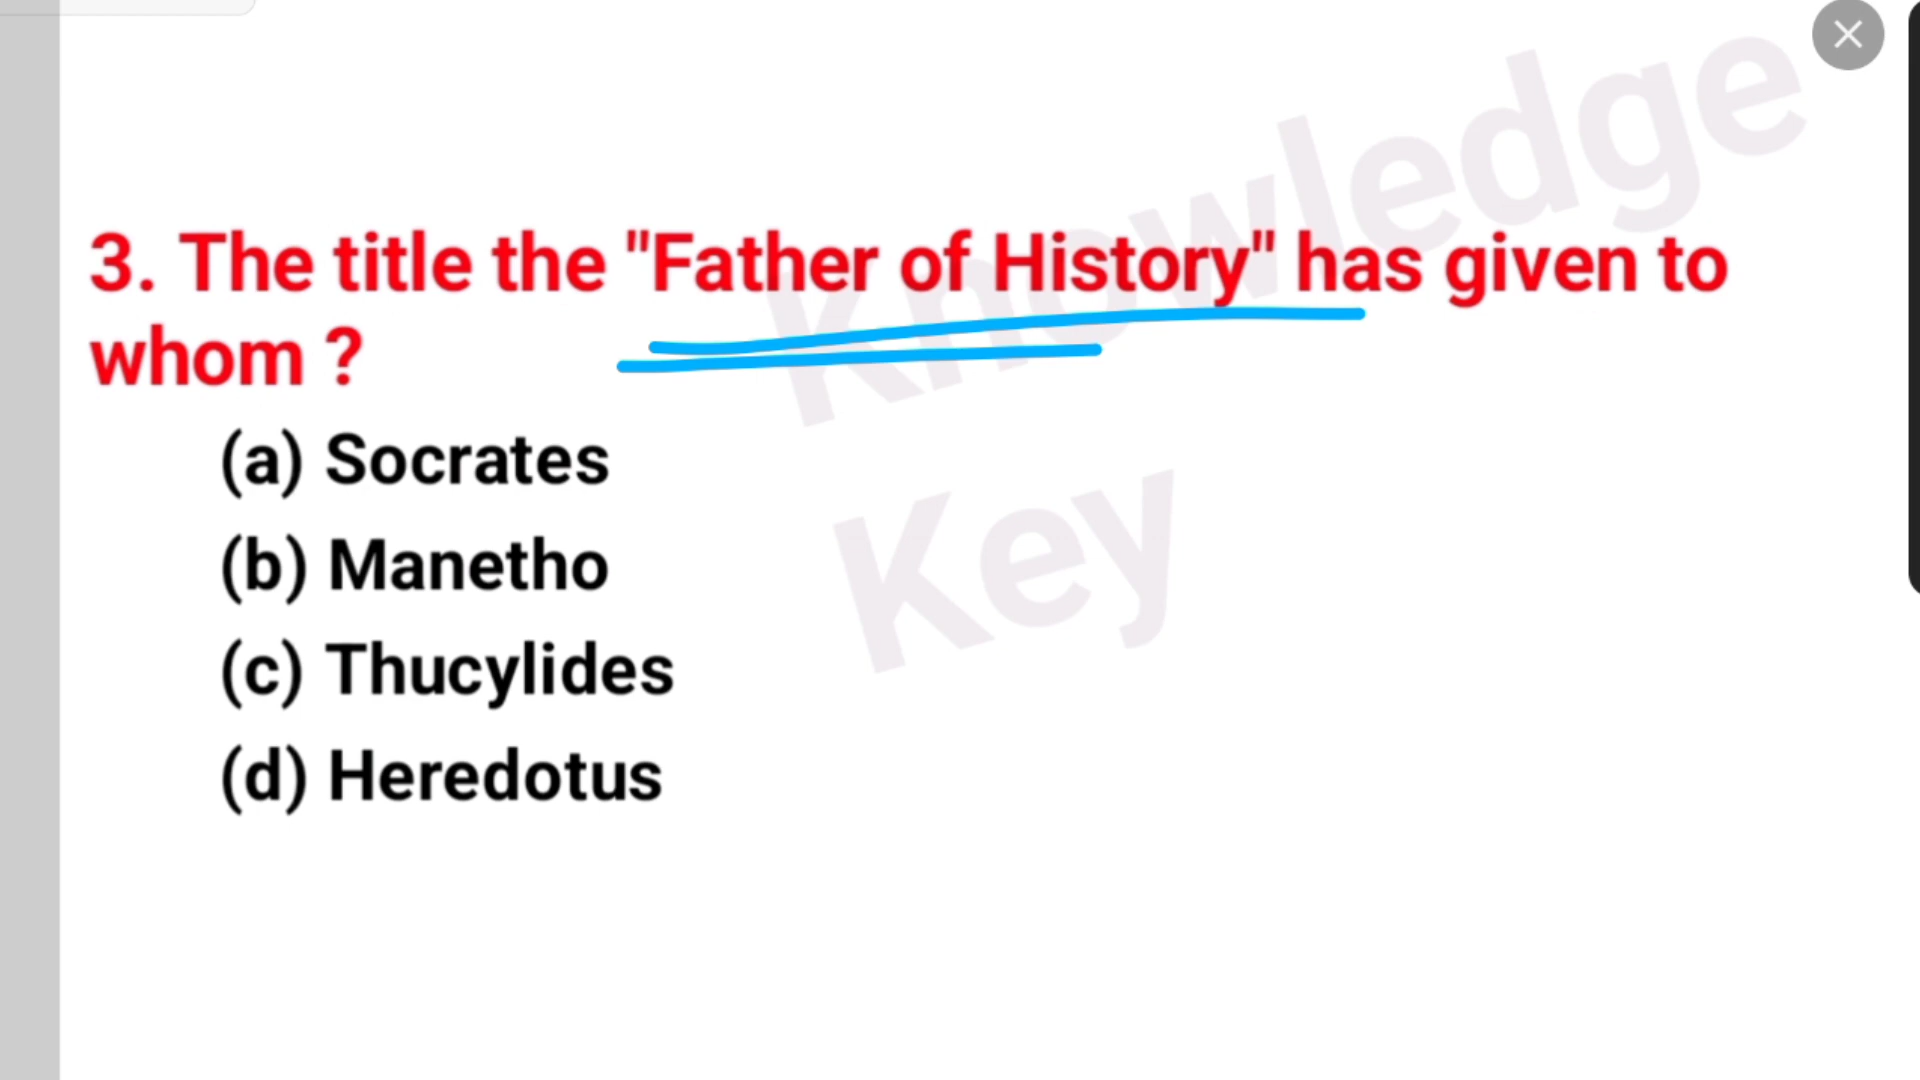 3. The title the "Father of History" has given to
whom ?
(a) Socrates
(b) Manetho
(c) Thucylides
(d) Heredotus
Knowledge
Key